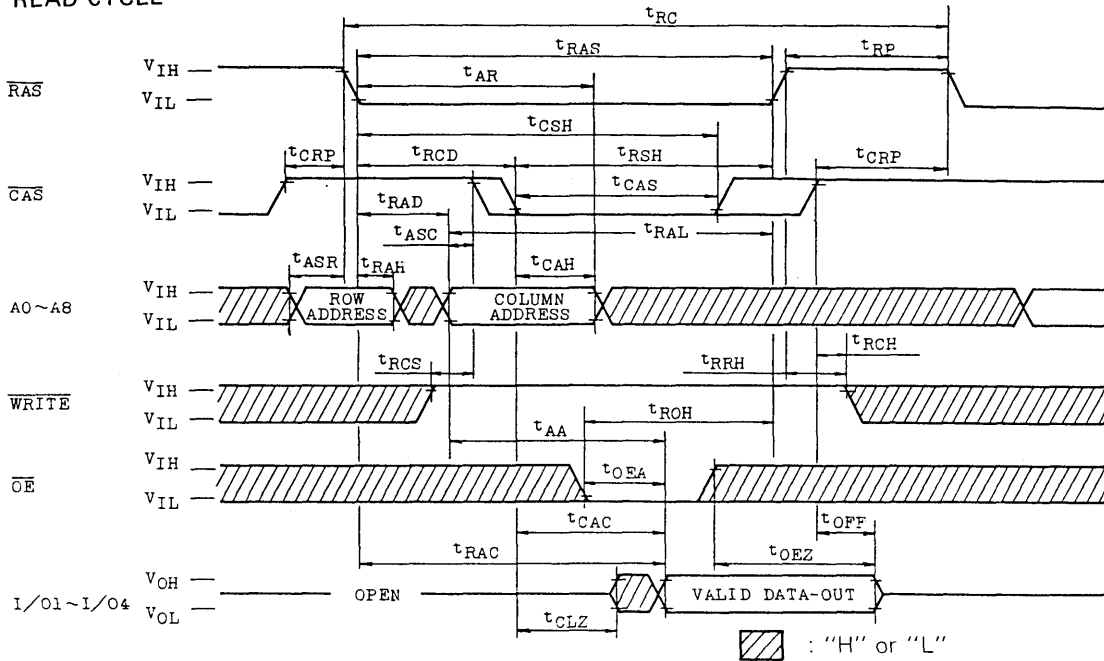 READ CYCLE
tRC
tRAS
tRP
tAR
RAS
VIH
VIL
tCSH
tCRP
tRCD
tRSH
tCRP
CAS
VIH
VIL
tCAS
tRAD
tRAL
tASC
tASR
tRAH
tCAH
A0~A8
VIH
VIL
ROW
ADDRESS
COLUMN
ADDRESS
tRCH
tRCS
tRRH
WRITE
VIH
VIL
tROH
tAA
OE
VIH
VIL
tOEA
tCAC
tOFF
tRAC
tOEZ
I/O1~I/O4
VOH
VOL
OPEN
VALID DATA-OUT
tCLZ
: "H" or "L"